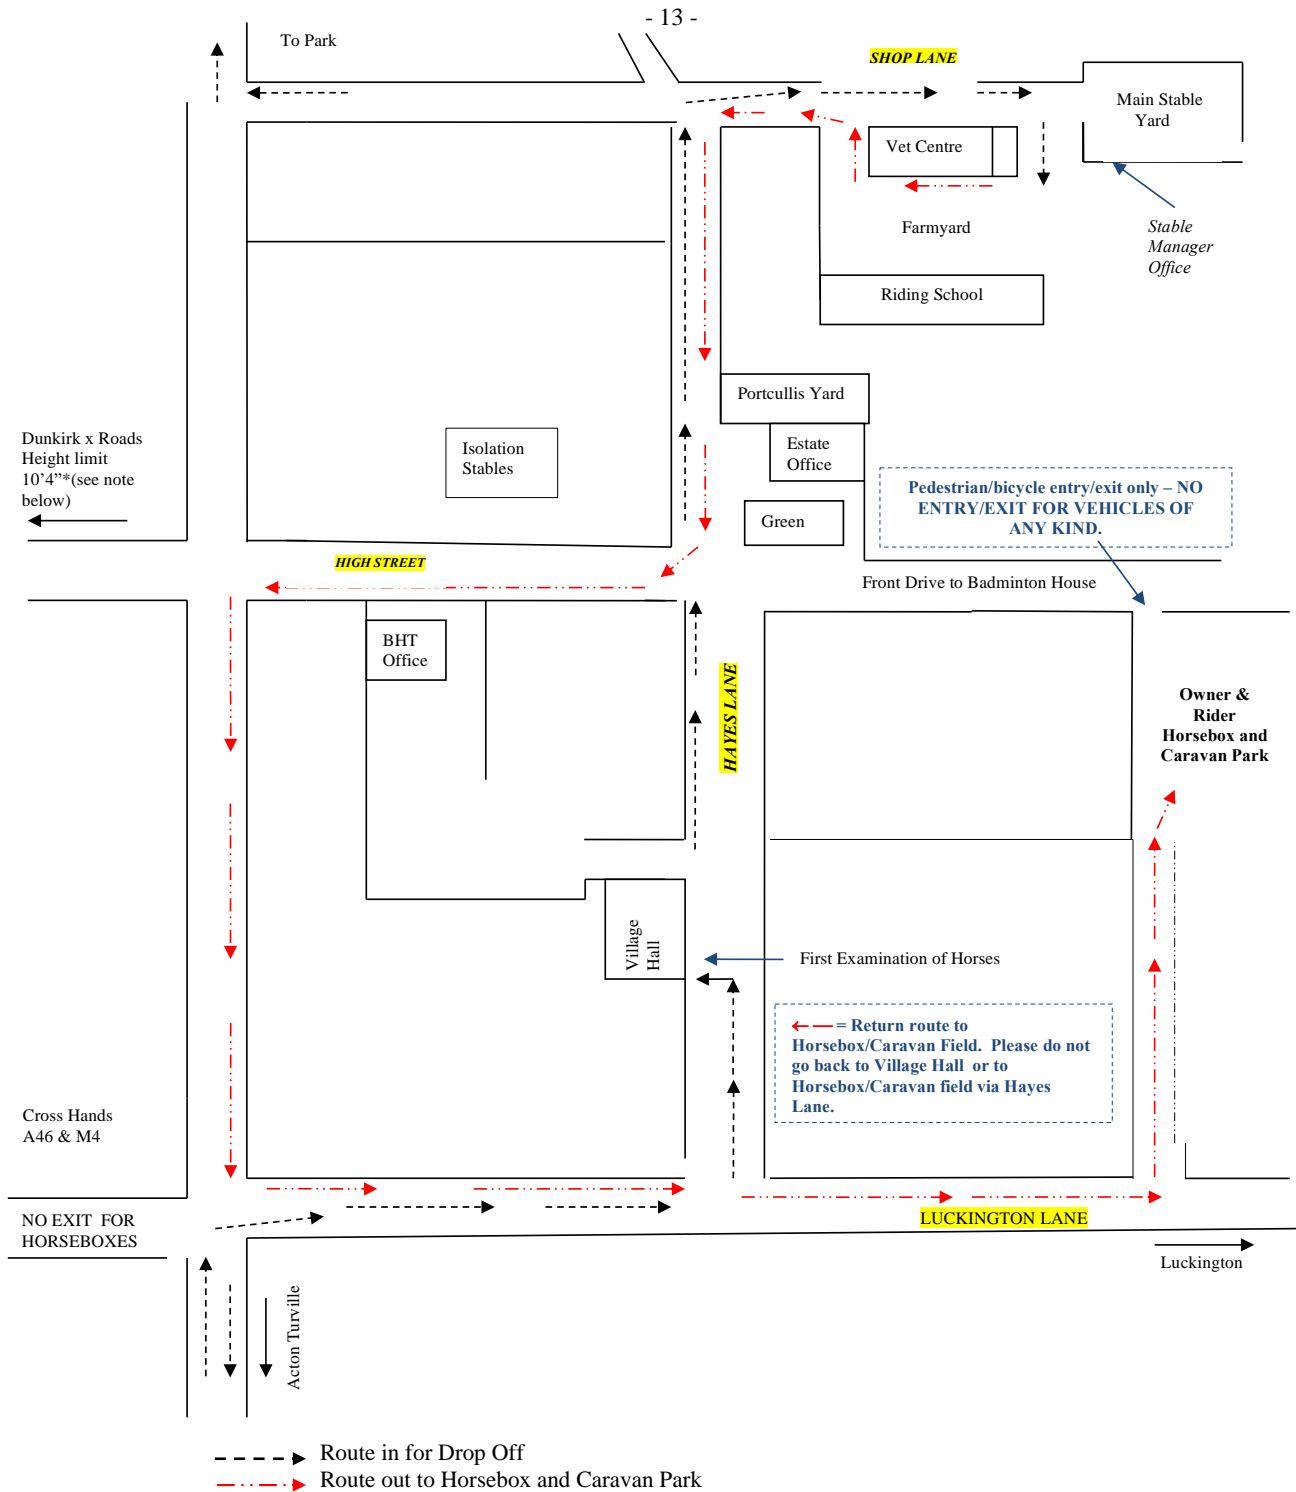 - 13 -
To Park
SHOP LANE
Main Stable
Yard
Vet Centre
Farmyard
Stable
Manager
Office
Riding School
Portcullis Yard
Dunkirk x Roads
Height limit
10’4”*(see note
below)
Isolation
Stables
Estate
Office
Green
Pedestrian/bicycle entry/exit only – NO
ENTRY/EXIT FOR VEHICLES OF
ANY KIND.
HIGH STREET
Front Drive to Badminton House
BHT
Office
HAYES LANE
Owner &
Rider
Horsebox and
Caravan Park
Village
Hall
First Examination of Horses
= Return route to
Horsebox/Caravan Field. Please do not
go back to Village Hall or to
Horsebox/Caravan field via Hayes
Lane.
Cross Hands
A46 & M4
NO EXIT FOR
HORSEBOXES
LUCKINGTON LANE
Luckington
Acton Turville
Route in for Drop Off
Route out to Horsebox and Caravan Park